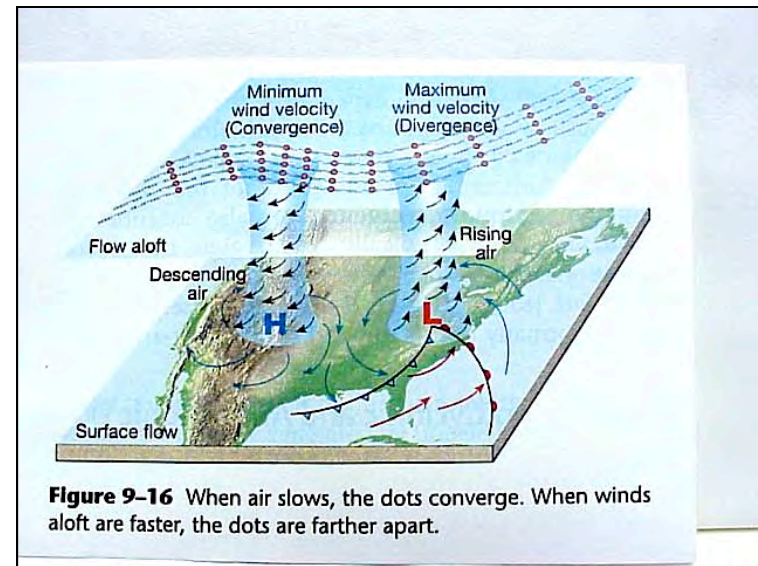 Minimum
wind velocity
(Convergence)
Maximum
wind velocity
(Divergence)
Flow aloft
Rising
air
Descending
air
H
L
Surface flow
Figure 9–16 When air slows, the dots converge. When winds
aloft are faster, the dots are farther apart.